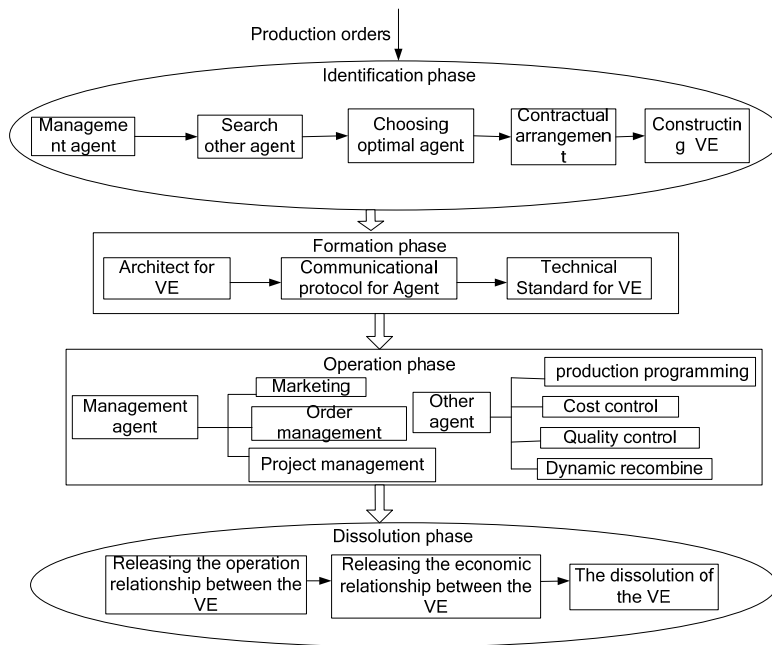 Production orders
Identification phase
Manageme
nt agent
Search
other agent
Choosing
optimal agent
Contractual
arrangemen
t
Constructin
g VE
Formation phase
Architect for
VE
Communicational
protocol for Agent
Technical
Standard for VE
Operation phase
Management
agent
Marketing
Order
management
Project management
Other
agent
production programming
Cost control
Quality control
Dynamic recombine
Dissolution phase
Releasing the operation
relationship between the
VE
Releasing the economic
relationship between the
VE
The dissolution of
the VE